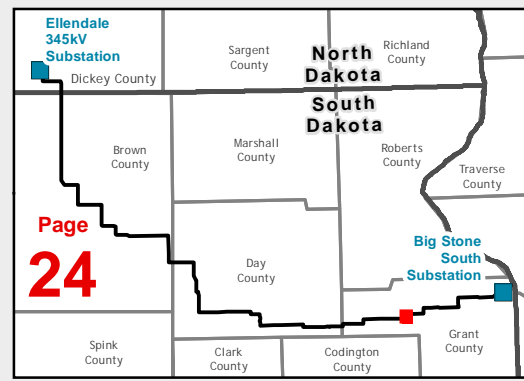 Ellendale
345kV
Substation
Dickey County
Sargent
County
North
Dakota
Richland
County
South
Dakota
Brown
County
Marshall
County
Roberts
County
Traverse
County
Page
24
Day
County
Big Stone
South
Substation
Spink
County
Clark
County
Codington
County
Grant
County